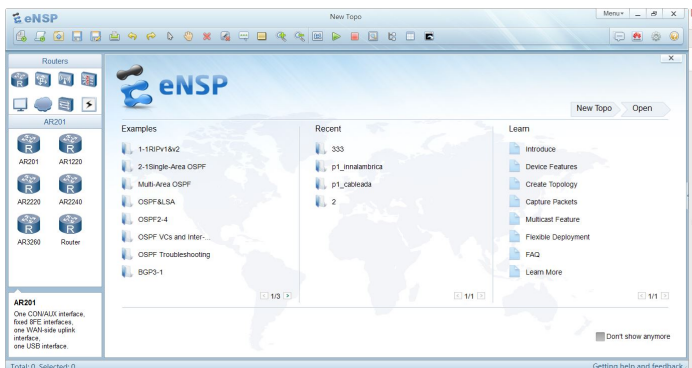 eNSP
New Topo
Menu
Routers
AR201
AR201
AR1220
AR2220
AR2240
AR3260
Router
AR201
One CON/AUX interface,
fixed 8FE interfaces,
one WAN-side uplink
interface,
one USB interface.
eNSP
New Topo
Open
Examples
1-1RIPv1&v2
2-1Single-Area OSPF
Multi-Area OSPF
OSPF&LSA
OSPF2-4
OSPF VCs and Inter-...
OSPF Troubleshooting
BGP3-1
1/3
Recent
333
p1_innalambrica
p1_cableada
2
1/1
Learn
Introduce
Device Features
Create Topology
Capture Packets
Multicast Feature
Flexible Deployment
FAQ
Learn More
1/1
Don't show anymore
Total: 0 Selected: 0
Getting help and feedback